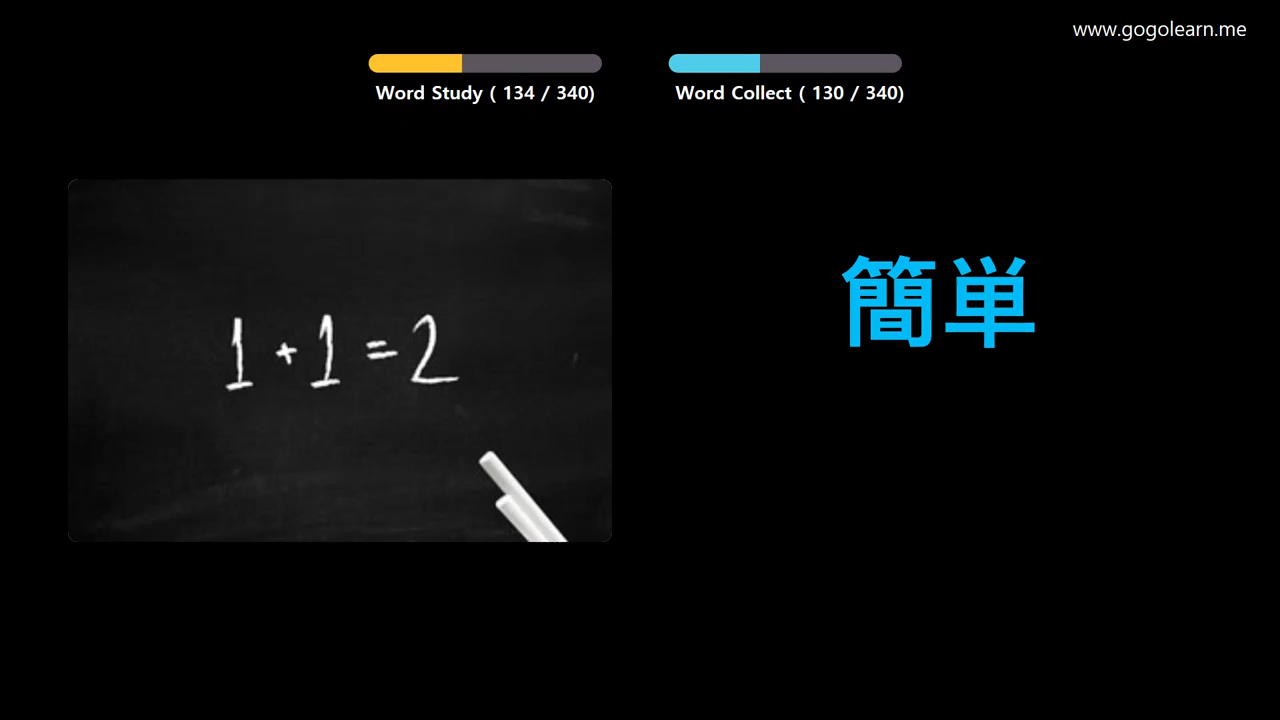 www.gogolearn.me
Word Study ( 134 / 340)
Word Collect ( 130 / 340)
1 + 1 = 2
簡単